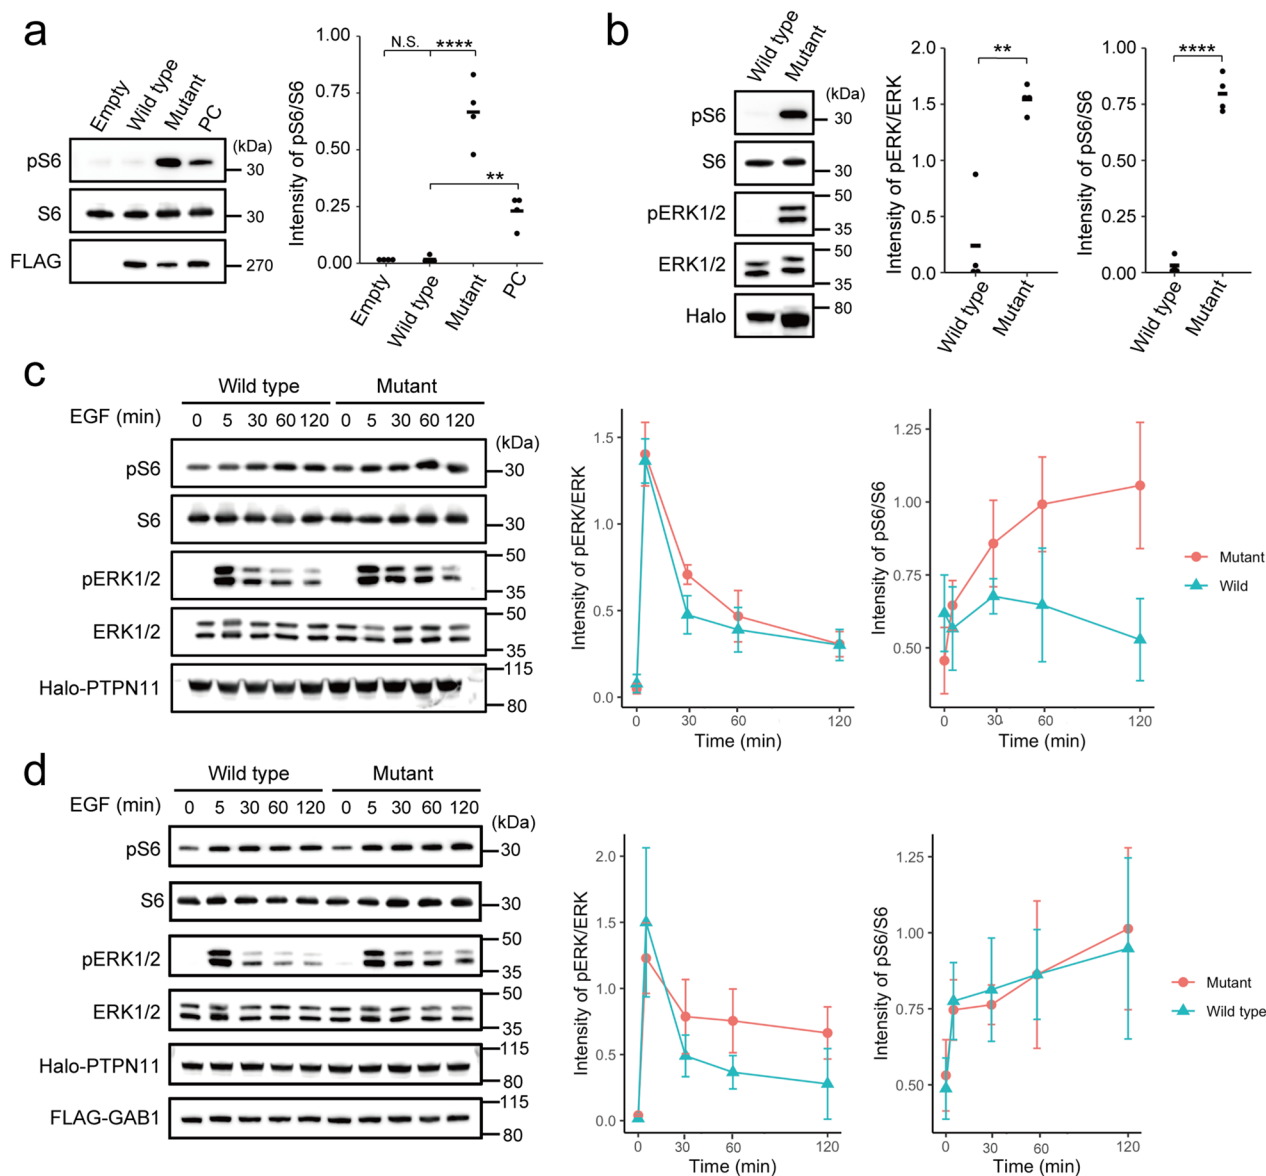 a
Empty
Wild type
Mutant
PC
(kDa)
pS6
30
S6
30
FLAG
270
Intensity of pS6/S6
1.00
0.75
0.50
0.25
0.00
N.S.
****
**
Empty
Wild type
Mutant
PC
b
Wild type
Mutant
(kDa)
pS6
30
S6
30
pERK1/2
50
35
ERK1/2
50
35
Halo
80
Intensity of pERK/ERK
2.0
1.5
1.0
0.5
0.0
**
Wild type
Mutant
Intensity of pS6/S6
1.00
0.75
0.50
0.25
0.00
****
Wild type
Mutant
c
Wild type
Mutant
EGF (min)
0 5 30 60 120 0 5 30 60 120
(kDa)
pS6
30
S6
30
pERK1/2
50
35
ERK1/2
50
35
Halo-PTPN11
115
80
Intensity of pERK/ERK
1.5
1.0
0.5
0.0
0 30 60 120
Time (min)
Intensity of pS6/S6
1.25
1.00
0.75
0.50
0 30 60 120
Time (min)
Mutant
Wild
d
Wild type
Mutant
EGF (min)
0 5 30 60 120 0 5 30 60 120
(kDa)
pS6
30
S6
30
pERK1/2
50
35
ERK1/2
50
35
Halo-PTPN11
115
80
FLAG-GAB1
115
80
Intensity of pERK/ERK
2.0
1.5
1.0
0.5
0.0
0 30 60 120
Time (min)
Intensity of pS6/S6
1.25
1.00
0.75
0.50
0 30 60 120
Time (min)
Mutant
Wild type